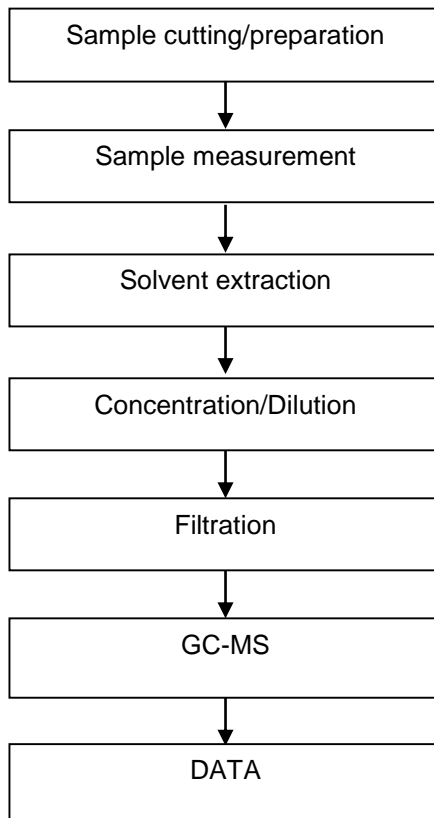 Sample cutting/preparation
Sample measurement
Solvent extraction
Concentration/Dilution
Filtration
GC-MS
DATA